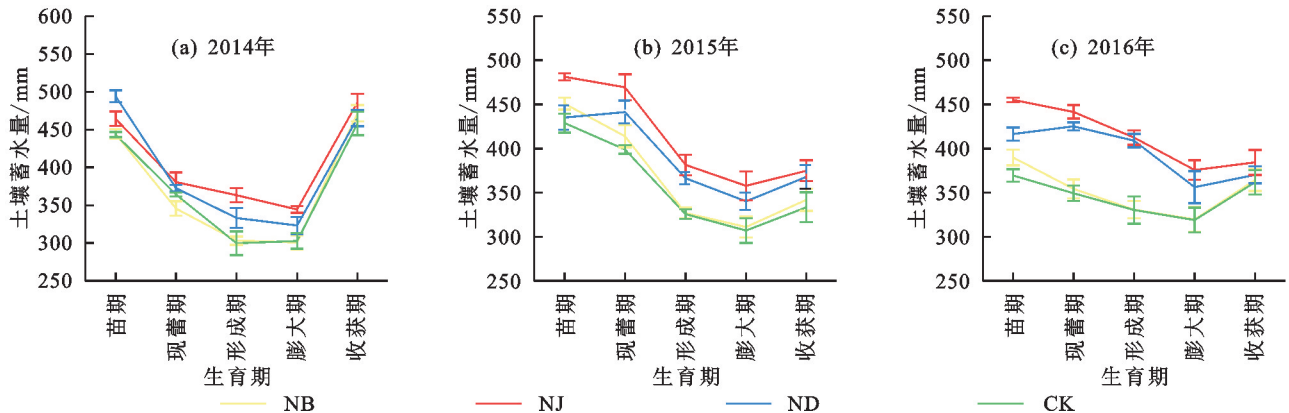 (a) 2014年
土壤蓄水量/mm
600
550
500
450
400
350
300
250
苗期
现蕾期
形成期
膨大期
收获期
生育期
(b) 2015年
土壤蓄水量/mm
550
500
450
400
350
300
250
苗期
现蕾期
形成期
膨大期
收获期
生育期
(c) 2016年
土壤蓄水量/mm
550
500
450
400
350
300
250
苗期
现蕾期
形成期
膨大期
收获期
生育期
NB NJ ND CK